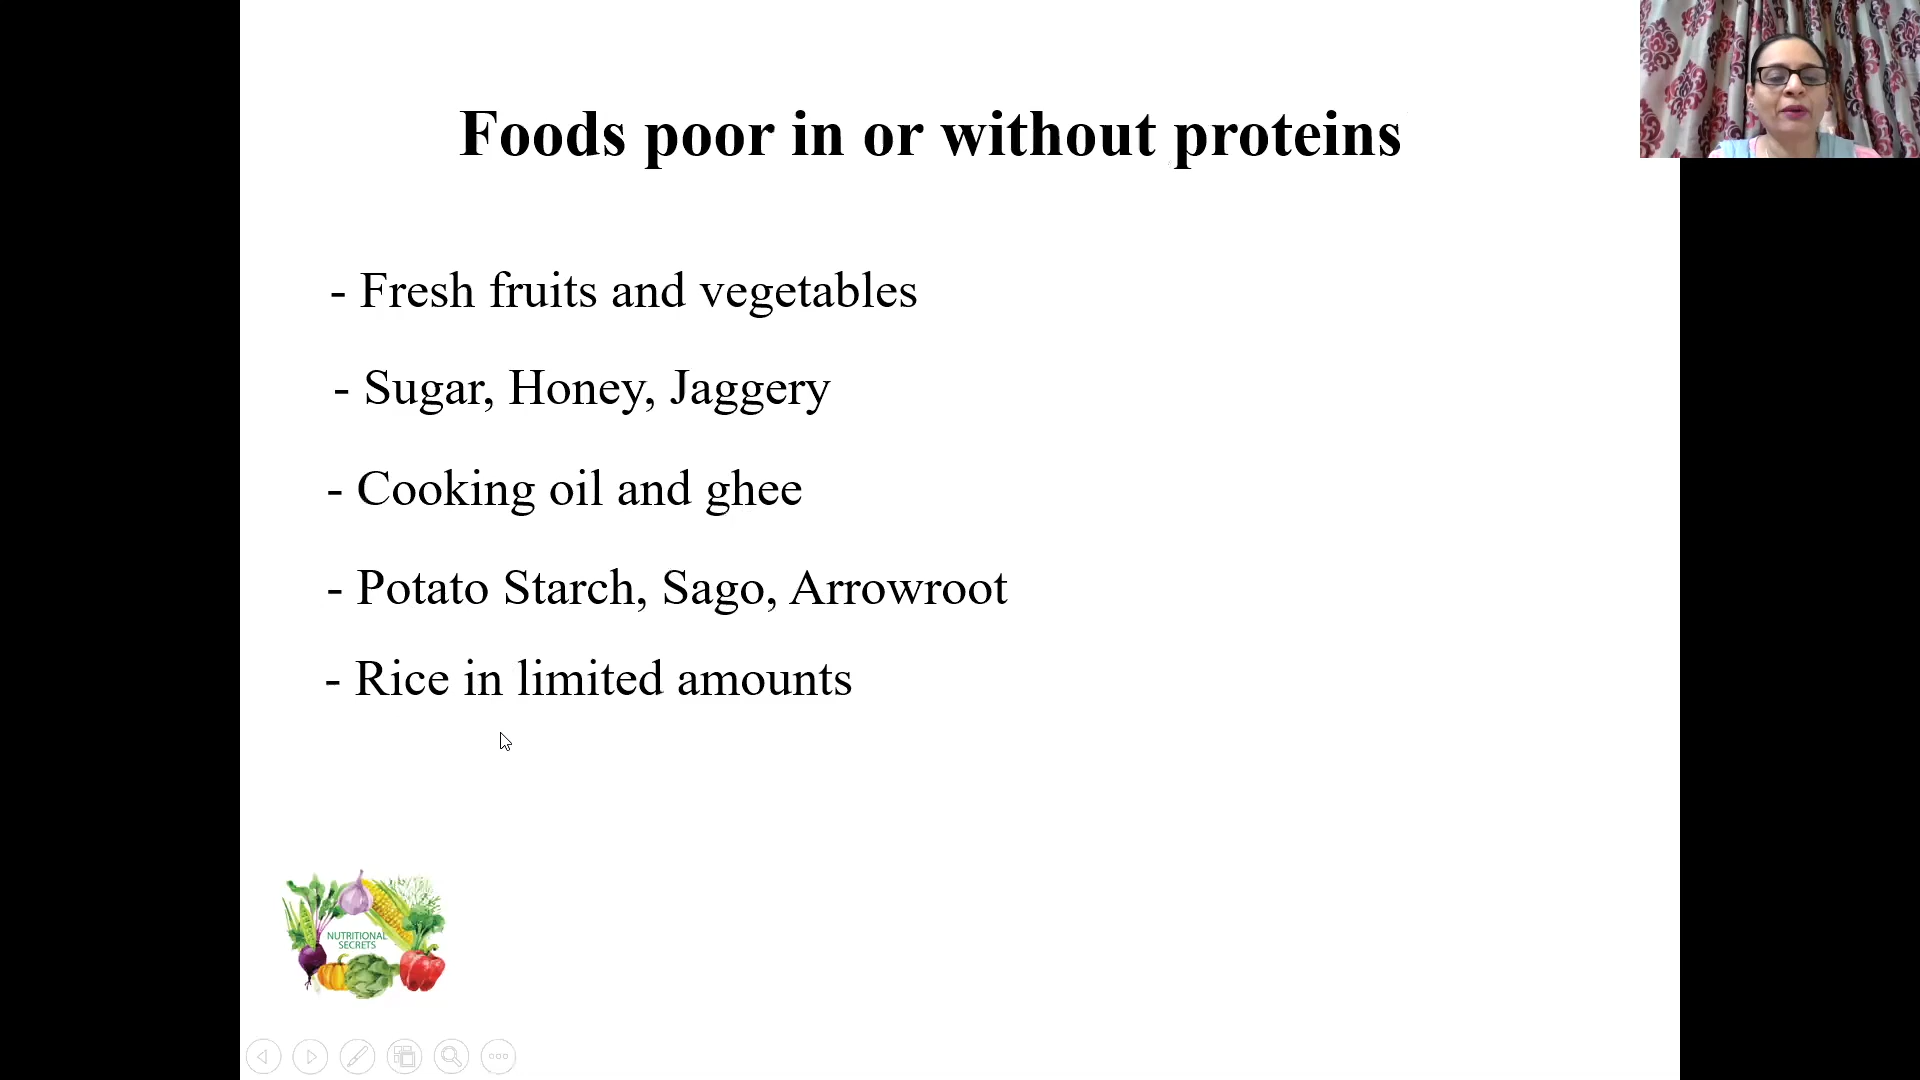 Foods poor in or without proteins
- Fresh fruits and vegetables
- Sugar, Honey, Jaggery
- Cooking oil and ghee
- Potato Starch, Sago, Arrowroot
- Rice in limited amounts
NUTRITIONAL
SECRETS